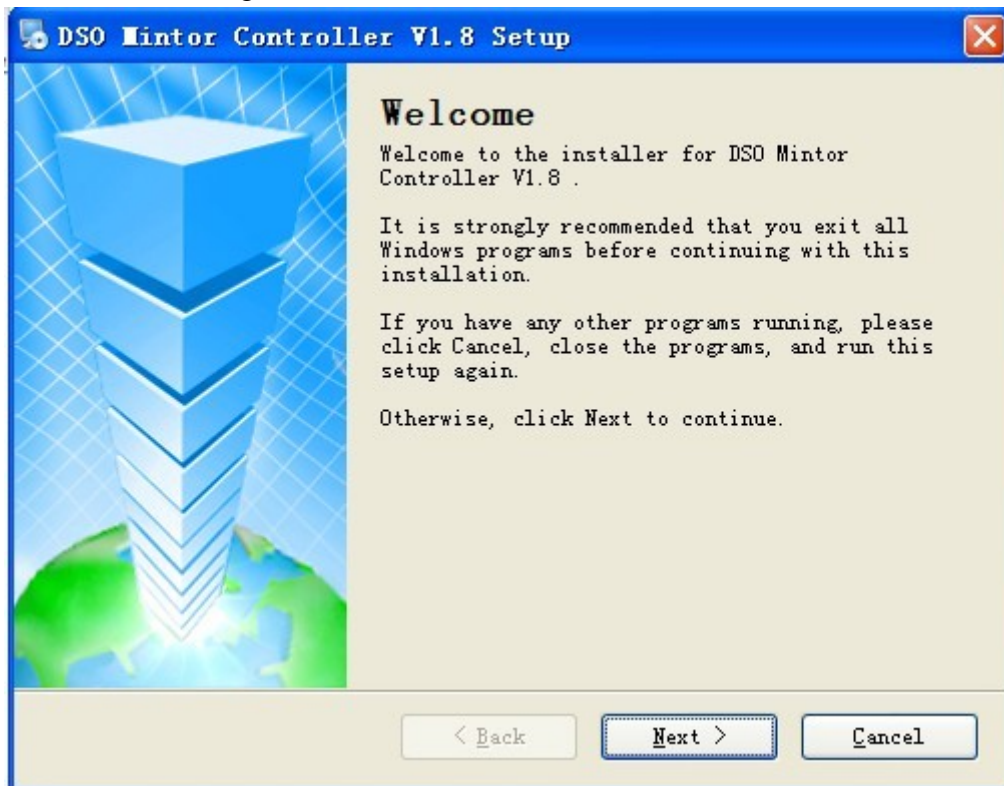 DSO Mintor Controller V1.8 Setup
Welcome
Welcome to the installer for DSO Mintor
Controller V1.8 .
It is strongly recommended that you exit all
Windows programs before continuing with this
installation.
If you have any other programs running, please
click Cancel, close the programs, and run this
setup again.
Otherwise, click Next to continue.
< Back
Next >
Cancel